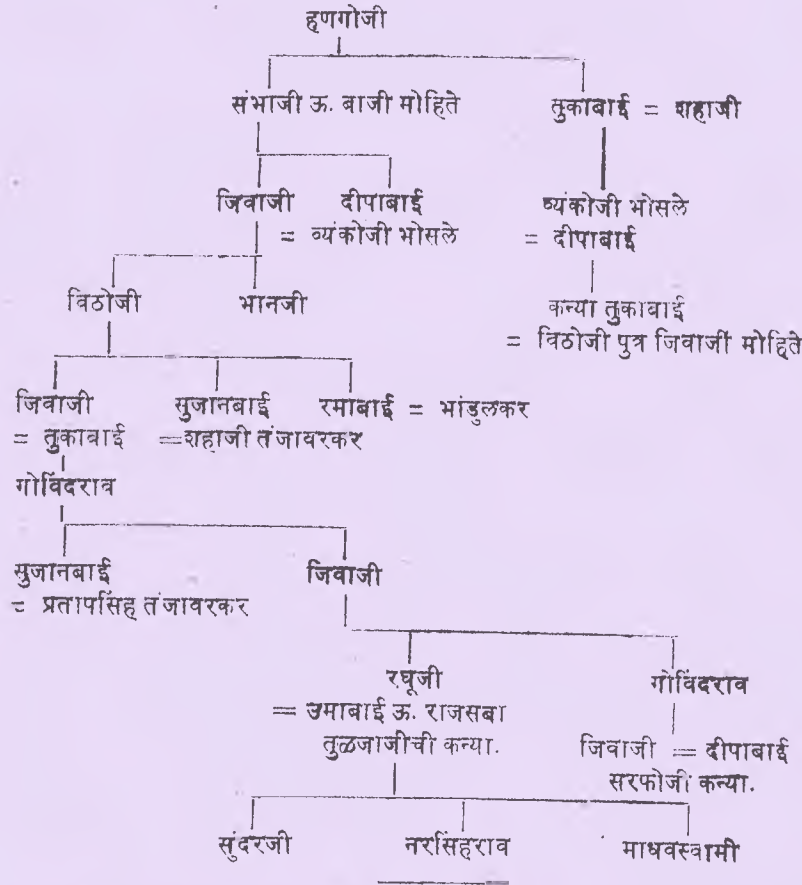 हणगोजी
संभाजी ऊ. बाजी मोहिते तुकाबाई = शहाजी
जिवाजी दीपाबाई व्यंकोजी भोसले
= व्यंकोजी भोसले = दीपाबाई
विठोजी भानजी कन्या तुकाबाई
= विठोजी पुत्र जिवाजी मोहिते
जिवाजी सुजानबाई रमाबाई = भांडुलकर
= तुकाबाई =शहाजी तंजावरकर
गोविंदराव
सुजानबाई जिवाजी
= प्रतापसिंह तंजावरकर
रघूजी गोविंदराव
= उमाबाई ऊ. राजसबा
तुळजाजीची कन्या. जिवाजी = दीपाबाई
सरफोजी कन्या.
सुंदरजी नरसिंहराव माधवस्वामी